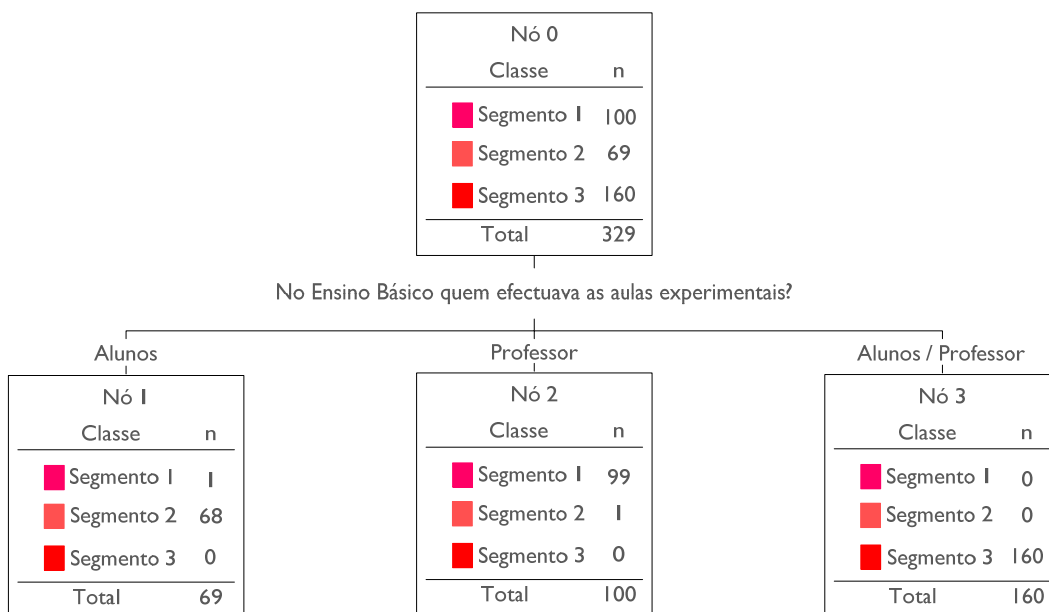 Nó 0
Classe n
Segmento 1 100
Segmento 2 69
Segmento 3 160
Total 329
No Ensino Básico quem efectuava as aulas experimentais?
Alunos
Nó 1
Classe n
Segmento 1 1
Segmento 2 68
Segmento 3 0
Total 69
Professor
Nó 2
Classe n
Segmento 1 99
Segmento 2 1
Segmento 3 0
Total 100
Alunos / Professor
Nó 3
Classe n
Segmento 1 0
Segmento 2 0
Segmento 3 160
Total 160